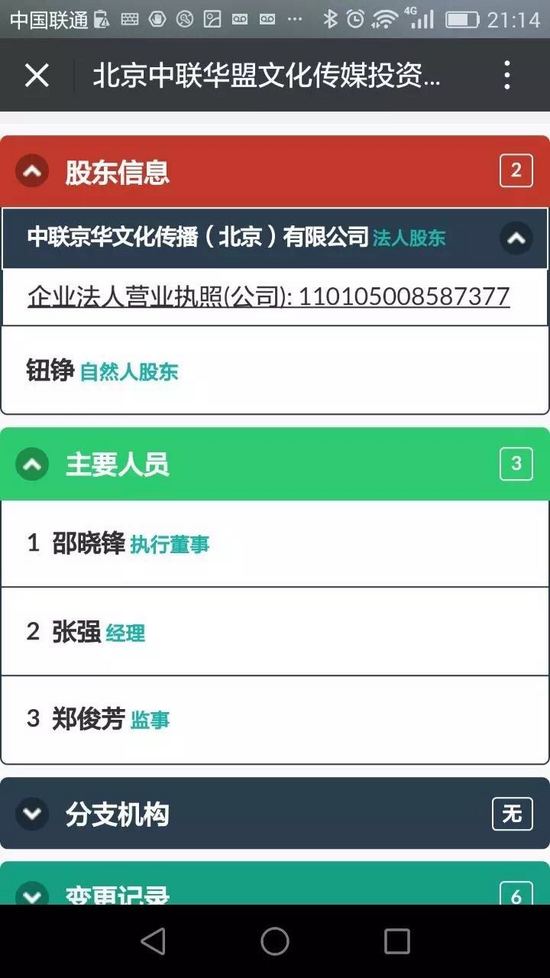 中国联通 4G 21:14
北京中联华盟文化传媒投资...
股东信息 2
中联京华文化传播（北京）有限公司 法人股东
企业法人营业执照(公司): 110105008587377
钮铮 自然人股东
主要人员 3
1 邵晓锋 执行董事
2 张强 经理
3 郑俊芳 监事
分支机构 无
变更记录 6